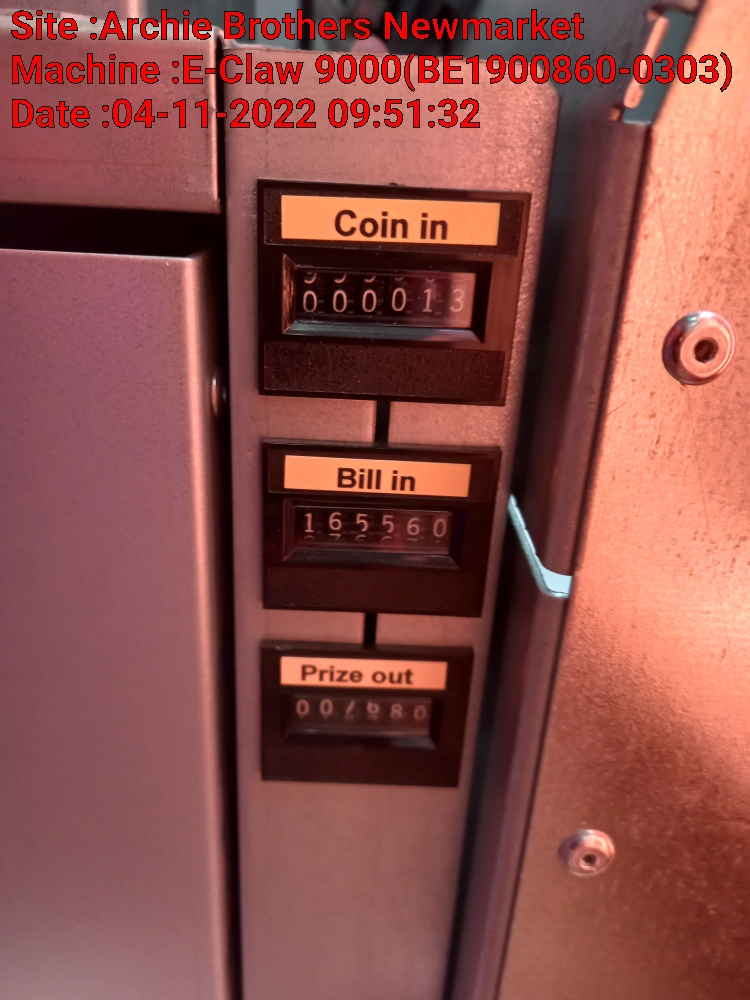 Site :Archie Brothers Newmarket
Machine :E-Claw 9000(BE1900860-0303)
Date :04-11-2022 09:51:32
Coin in
000013
Bill in
165560
Prize out
007680